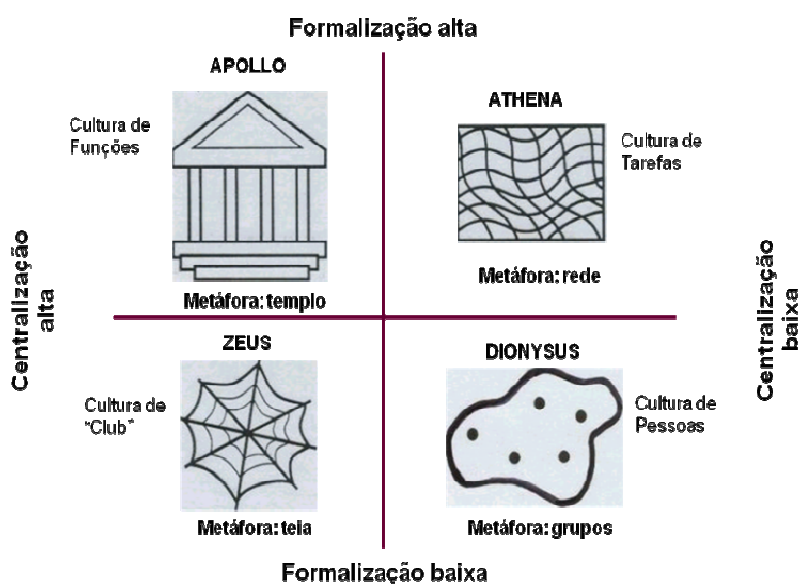 Formalização alta
APOLLO
Cultura de
Funções
Metáfora: templo
ATHENA
Cultura de
Tarefas
Metáfora: rede
Centralização
alta
Centralização
baixa
ZEUS
Cultura de
"Club"
Metáfora: teia
DIONYSUS
Cultura de
Pessoas
Metáfora: grupos
Formalização baixa